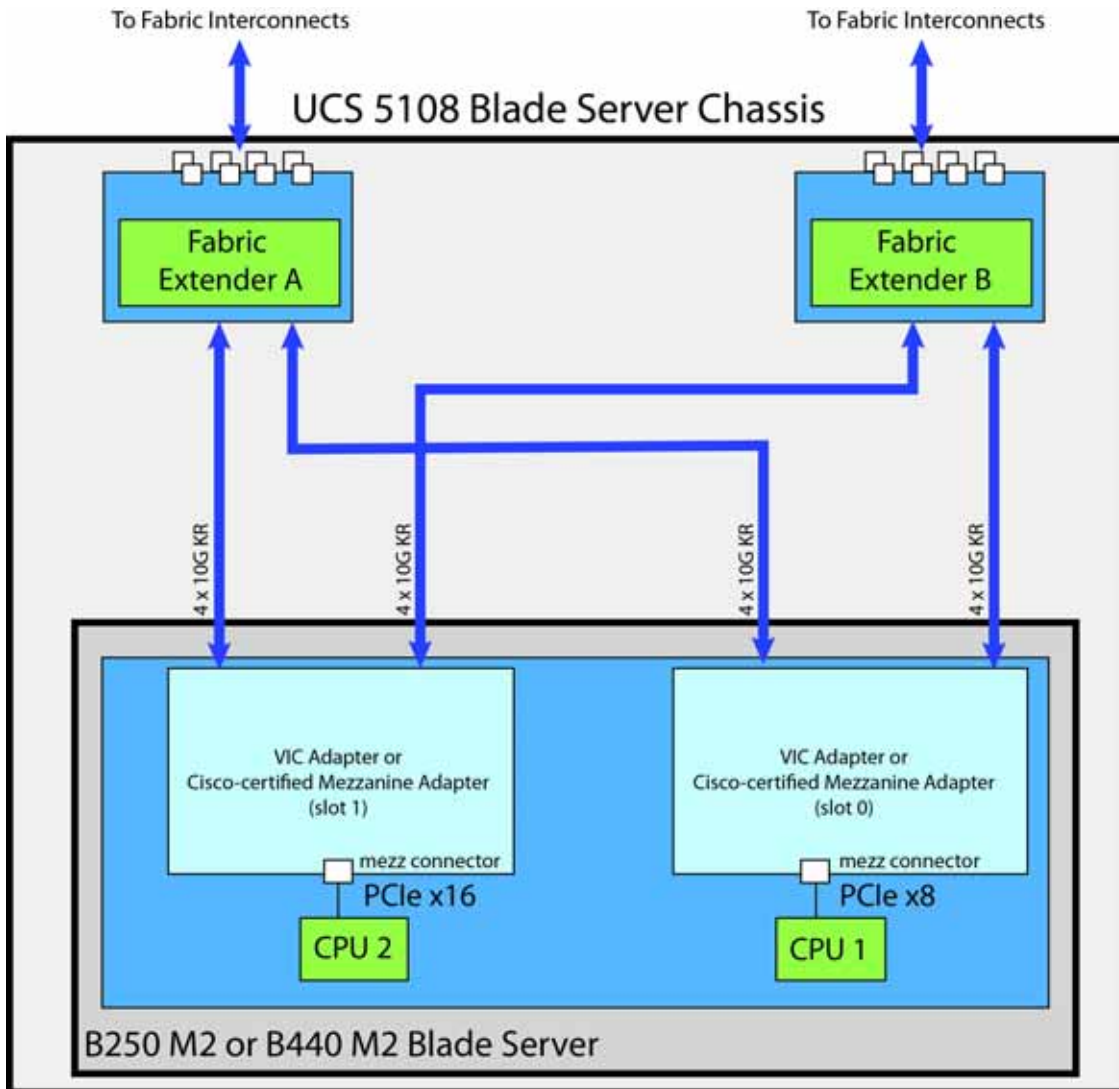 To Fabric Interconnects
To Fabric Interconnects
UCS 5108 Blade Server Chassis
Fabric
Extender A
Fabric
Extender B
4 x 10G KR
4 x 10G KR
4 x 10G KR
4 x 10G KR
VIC Adapter or
Cisco-certified Mezzanine Adapter
(slot 1)
VIC Adapter or
Cisco-certified Mezzanine Adapter
(slot 0)
mezz connector
mezz connector
PCIe x16
PCIe x8
CPU 2
CPU 1
B250 M2 or B440 M2 Blade Server